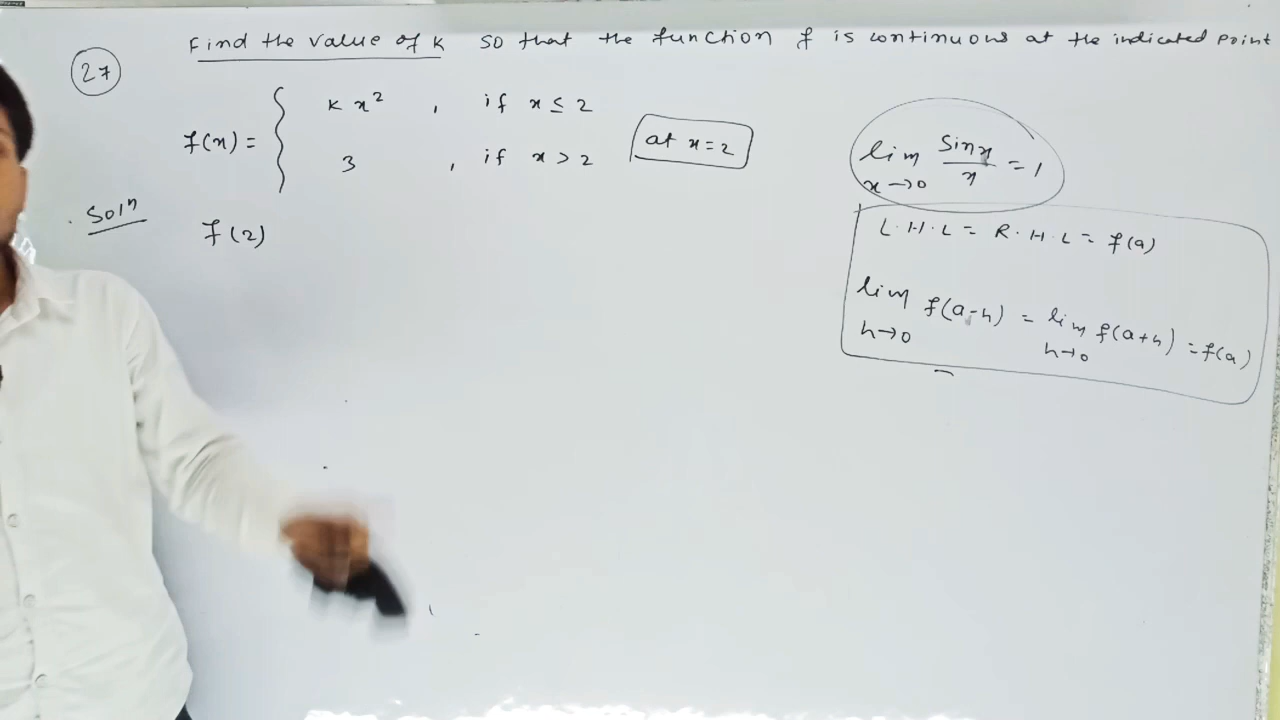 (27) Find the value of k so that the function f is continuous at the indicated point
f(x) = { k x² , if x ≤ 2
3 , if x > 2
at x = 2
Solⁿ
f(2)
lim x→0 sin x / x = 1
L.H.L = R.H.L = f(a)
lim h→0 f(a-h) = lim h→0 f(a+h) = f(a)